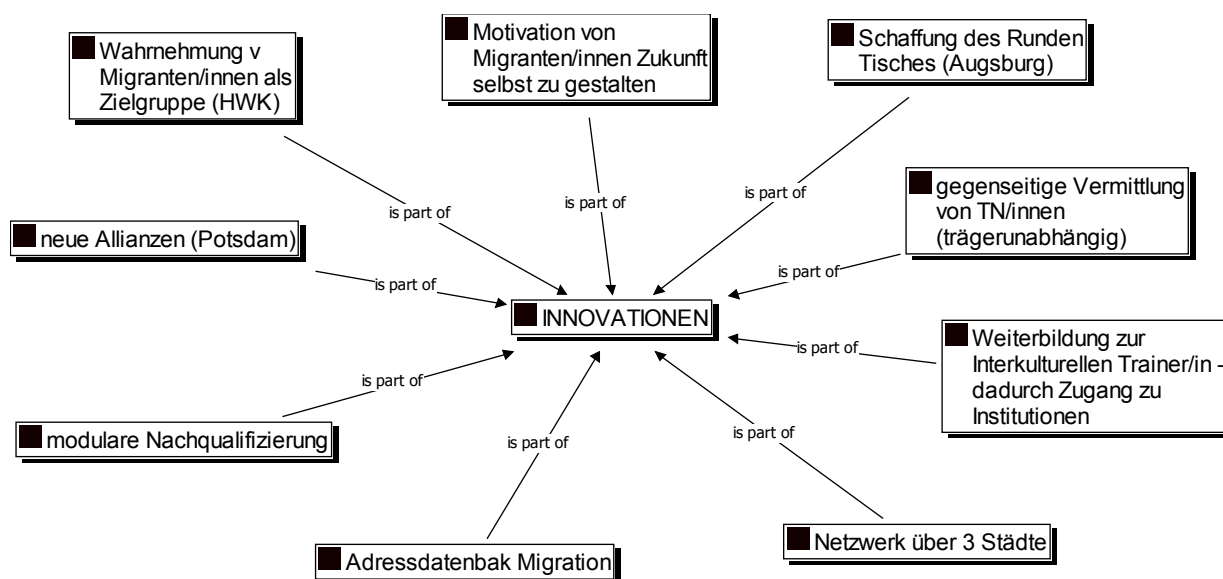 Wahrnehmung v
Migranten/innen als
Zielgruppe (HWK)
Motivation von
Migranten/innen Zukunft
selbst zu gestalten
Schaffung des Runden
Tisches (Augsburg)
is part of
is part of
is part of
gegenseitige Vermittlung
von TN/innen
(trägerunabhängig)
neue Allianzen (Potsdam)
is part of
is part of
INNOVATIONEN
Weiterbildung zur
Interkulturellen Trainer/in -
dadurch Zugang zu
Institutionen
is part of
is part of
modulare Nachqualifizierung
is part of
is part of
Adressdatenbak Migration
Netzwerk über 3 Städte